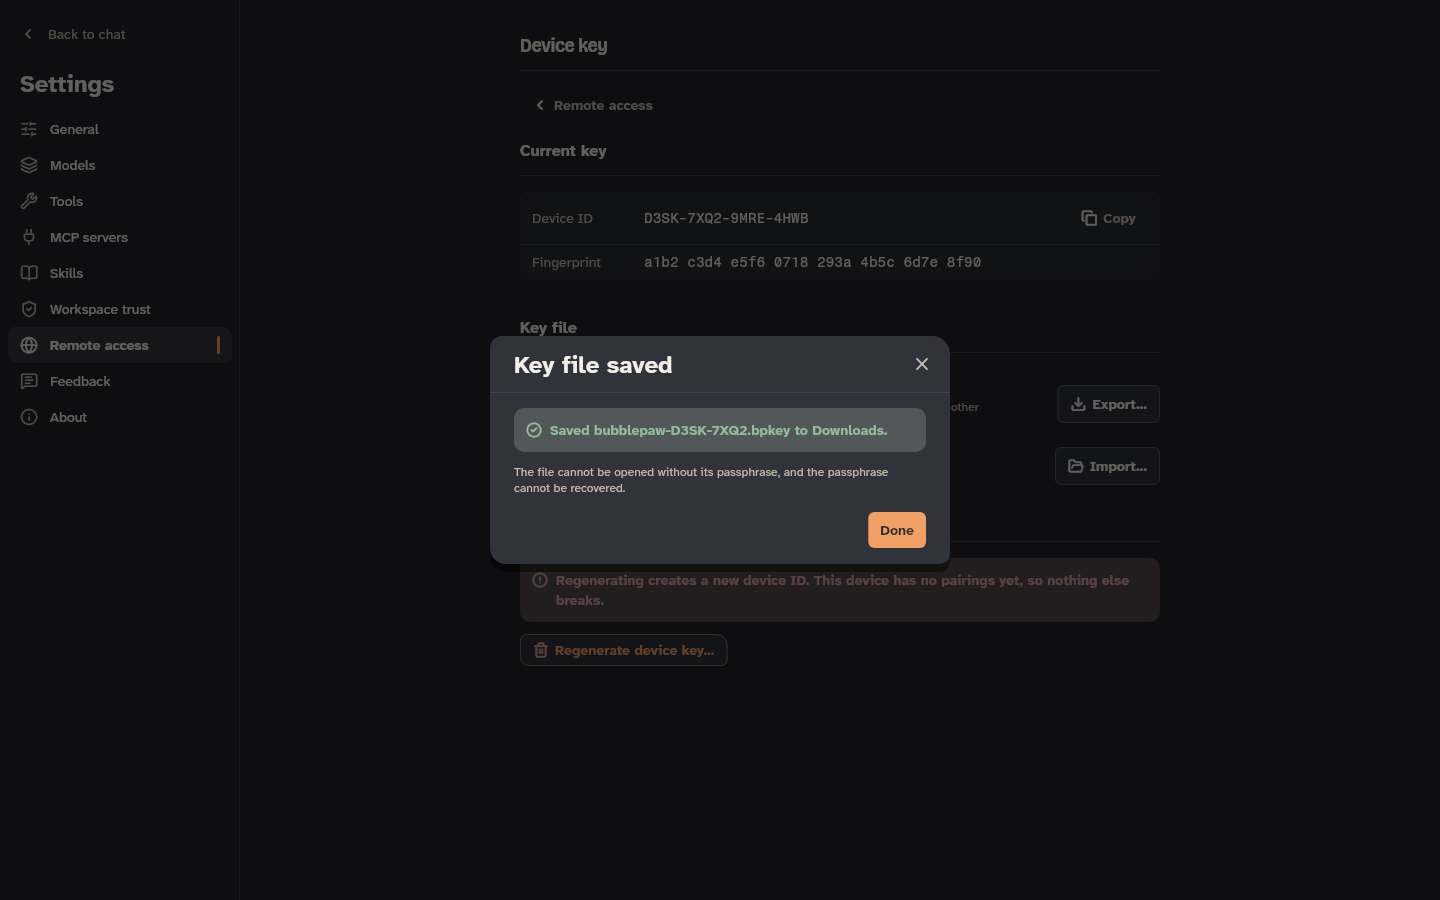 Back to chat
Settings
General
Models
Tools
MCP servers
Skills
Workspace trust
Remote access
Feedback
About
Device key
Remote access
Current key
Device ID D3SK-7XQ2-9MRE-4HWB Copy
Fingerprint a1b2 c3d4 e5f6 0718 293a 4b5c 6d7e 8f90
Key file
other
Export...
Import...
Key file saved
Saved bubblepaw-D3SK-7XQ2.bpkey to Downloads.
The file cannot be opened without its passphrase, and the passphrase
cannot be recovered.
Done
Regenerating creates a new device ID. This device has no pairings yet, so nothing else
breaks.
Regenerate device key...